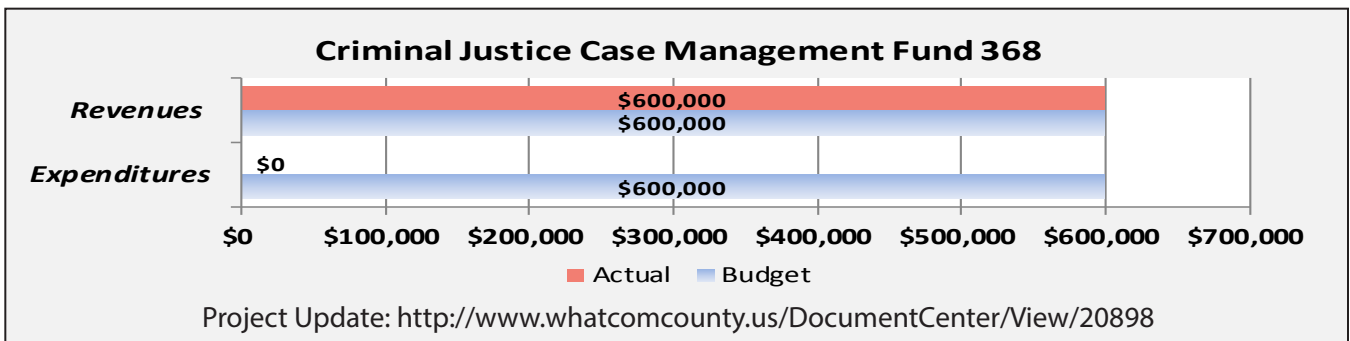 Criminal Justice Case Management Fund 368
Revenues
$600,000
$600,000
Expenditures
$0
$600,000
$0 $100,000 $200,000 $300,000 $400,000 $500,000 $600,000 $700,000
Actual Budget
Project Update: http://www.whatcomcounty.us/DocumentCenter/View/20898